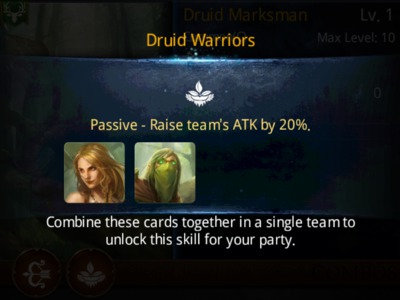 Druid Marksman
Lv. 1
Druid Warriors
Max Level: 10
0
Passive - Raise team's ATK by 20%.
Combine these cards together in a single team to
unlock this skill for your party.